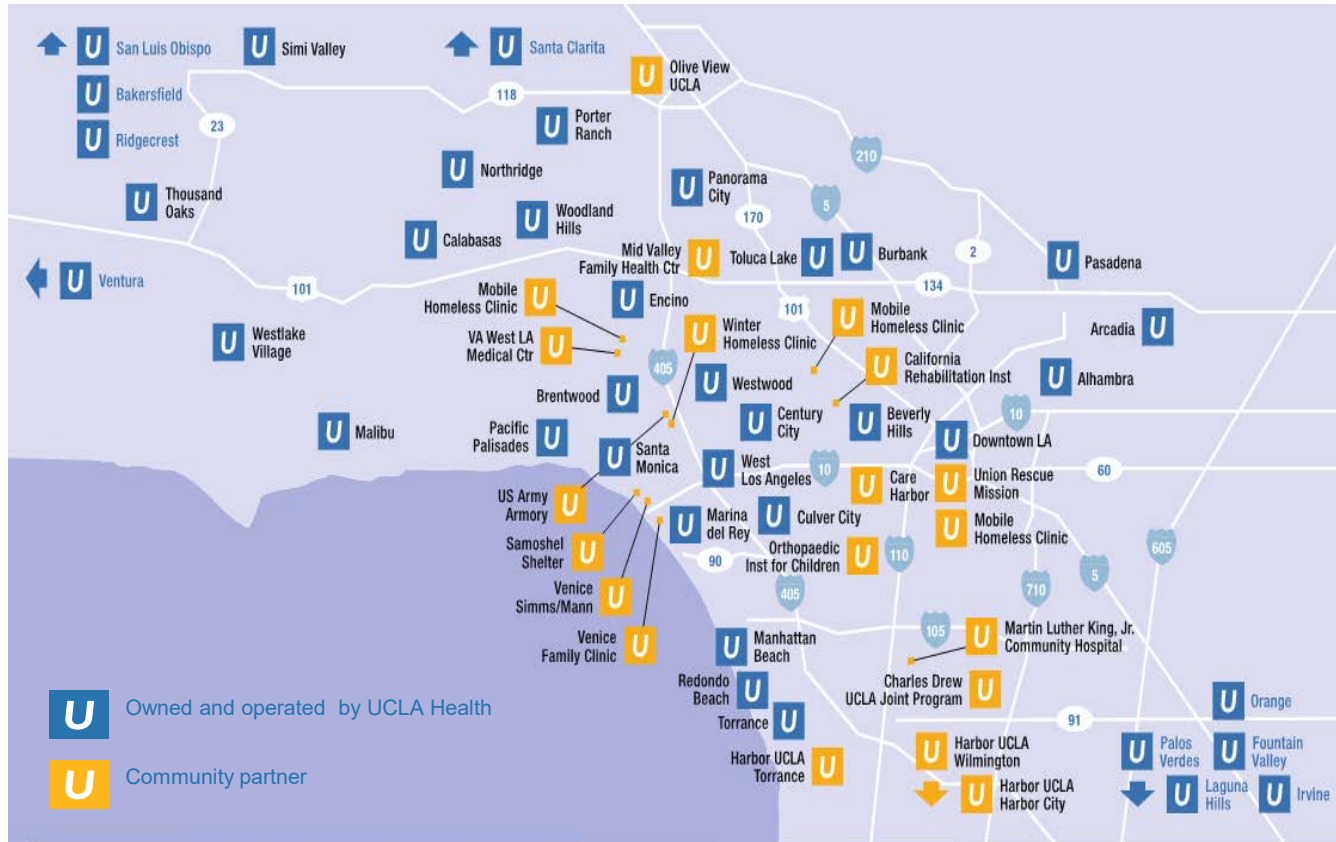 U San Luis Obispo
U Simi Valley
U Santa Clarita
U Olive View
UCLA
U Bakersfield
118
U Porter
Ranch
23
U Ridgecrest
210
U Northridge
U Panorama
City
5
U Thousand
Oaks
170
U Woodland
Hills
U Calabasas
Mid Valley
Family Health Ctr U
Toluca Lake U
U Burbank
2
U Pasadena
U Ventura
101
134
Mobile
Homeless Clinic U
U Encino
101
U Mobile
Homeless Clinic
U Winter
Homeless Clinic
Arcadia U
U Westlake
Village
VA West LA
Medical Ctr U
405
U California
Rehabilitation Inst
U Westwood
U Alhambra
Brentwood U
10
U Century
City
U Beverly
Hills
U Malibu
Pacific
Palisades U
U Downtown LA
U Santa
Monica
U West
Los Angeles
10
60
U Care
Harbor
U Union Rescue
Mission
US Army
Armory U
U Marina
del Rey
U Culver City
U Mobile
Homeless Clinic
Samoshel
Shelter U
90
Orthopaedic
Inst for Children U
110
605
5
Venice
Simms/Mann U
405
710
Venice
Family Clinic U
U Manhattan
Beach
105
U Martin Luther King, Jr.
Community Hospital
Redondo
Beach U
Charles Drew
UCLA Joint Program U
U Orange
U Owned and operated by UCLA Health
Torrance U
91
Harbor UCLA
Torrance U
U Harbor UCLA
Wilmington
U Palos
Verdes
U Fountain
Valley
U Community partner
U Harbor UCLA
Harbor City
U Laguna
Hills
U Irvine